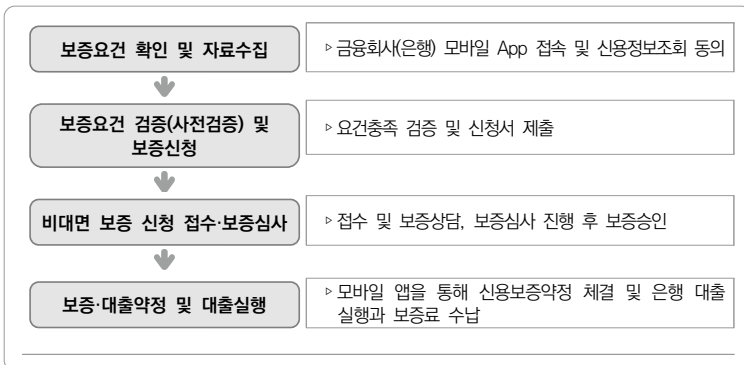 보증요건 확인 및 자료수집
▹금융회사(은행) 모바일 App 접속 및 신용정보조회 동의
보증요건 검증(사전검증) 및
보증신청
▹요건충족 검증 및 신청서 제출
비대면 보증 신청 접수·보증심사
▹접수 및 보증상담, 보증심사 진행 후 보증승인
보증·대출약정 및 대출실행
▹모바일 앱을 통해 신용보증약정 체결 및 은행 대출
실행과 보증료 수납